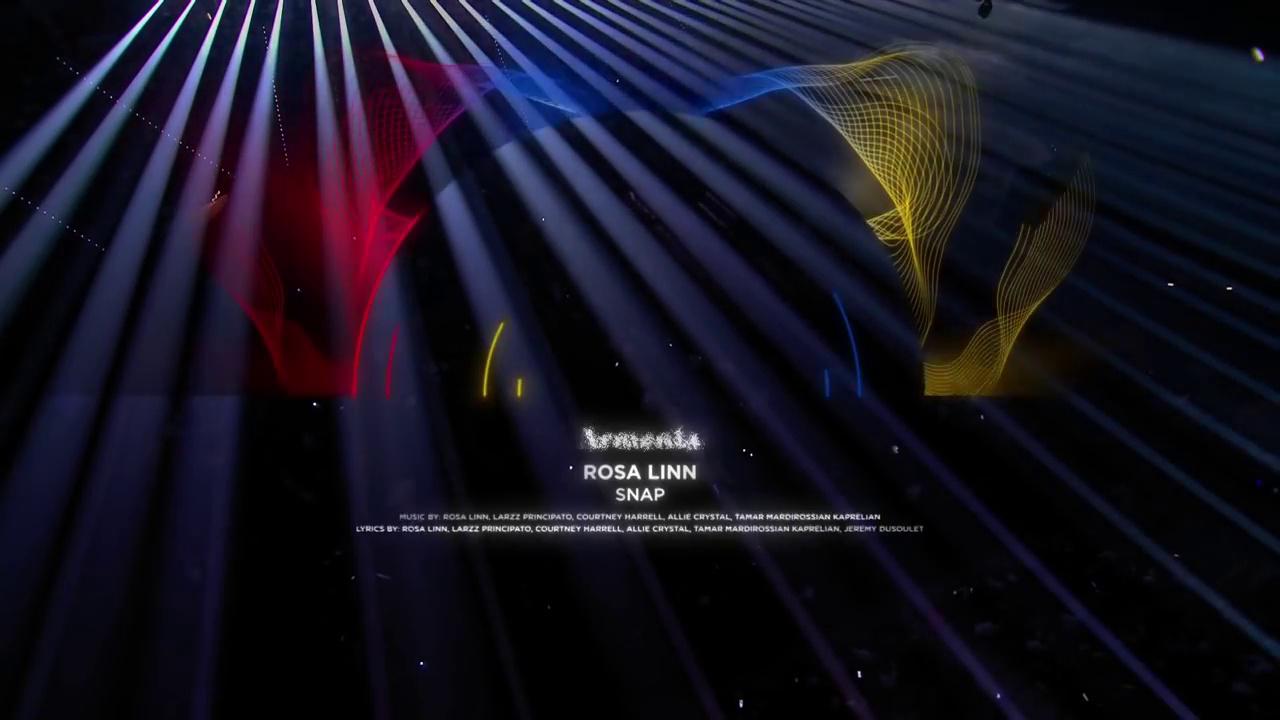 ROSA LINN
SNAP
MUSIC BY: ROSA LINN, LARZZ PRINCIPATO, COURTNEY HARRELL, ALLIE CRYSTAL, TAMAR MARDIROSSIAN KAPRELIAN
LYRICS BY: ROSA LINN, LARZZ PRINCIPATO, COURTNEY HARRELL, ALLIE CRYSTAL, TAMAR MARDIROSSIAN KAPRELIAN, JEREMY DUSOULET